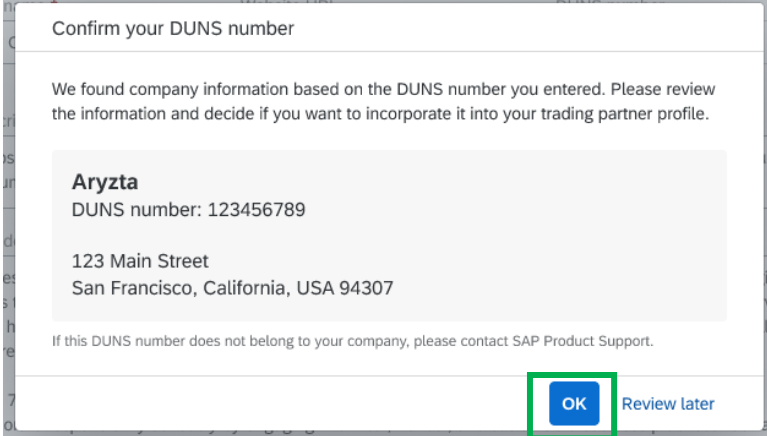 Confirm your DUNS number
We found company information based on the DUNS number you entered. Please review
the information and decide if you want to incorporate it into your trading partner profile.
Aryzta
DUNS number: 123456789
123 Main Street
San Francisco, California, USA 94307
If this DUNS number does not belong to your company, please contact SAP Product Support.
OK
Review later